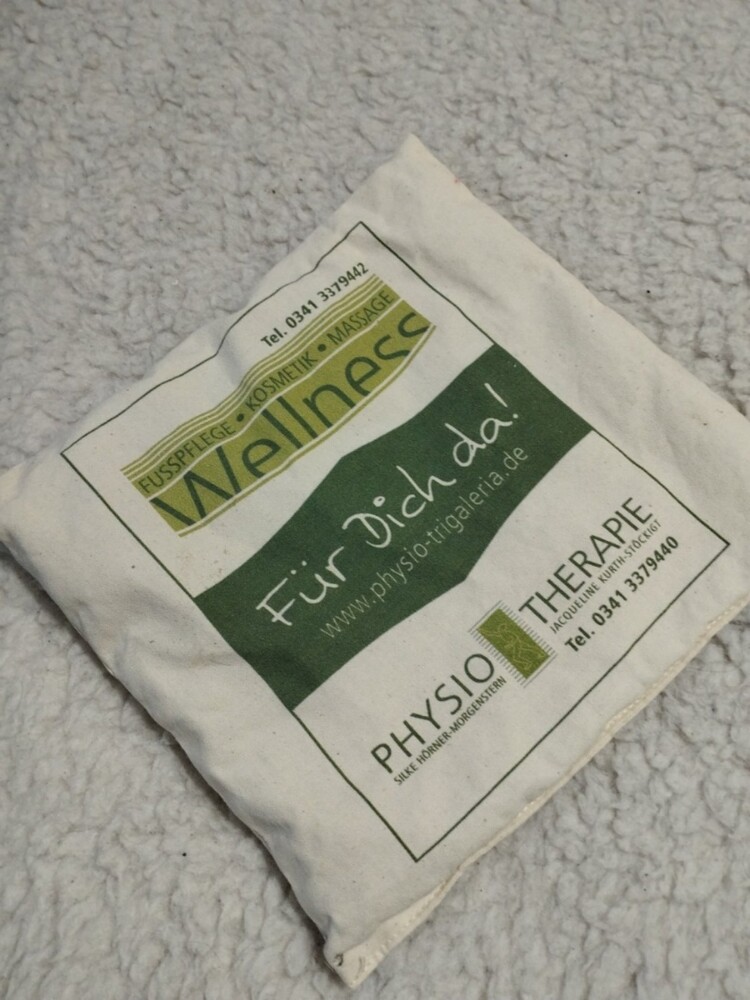 Tel. 0341 3379442
FUSSPFLEGE • KOSMETIK • MASSAGE
Wellness
Für Dich da!
www.physio-trigaleria.de
PHYSIO THERAPIE
SILKE HÖRNER-MORGENSTERN JACQUELINE KURTH-STÖCKIGT
Tel. 0341 3379440